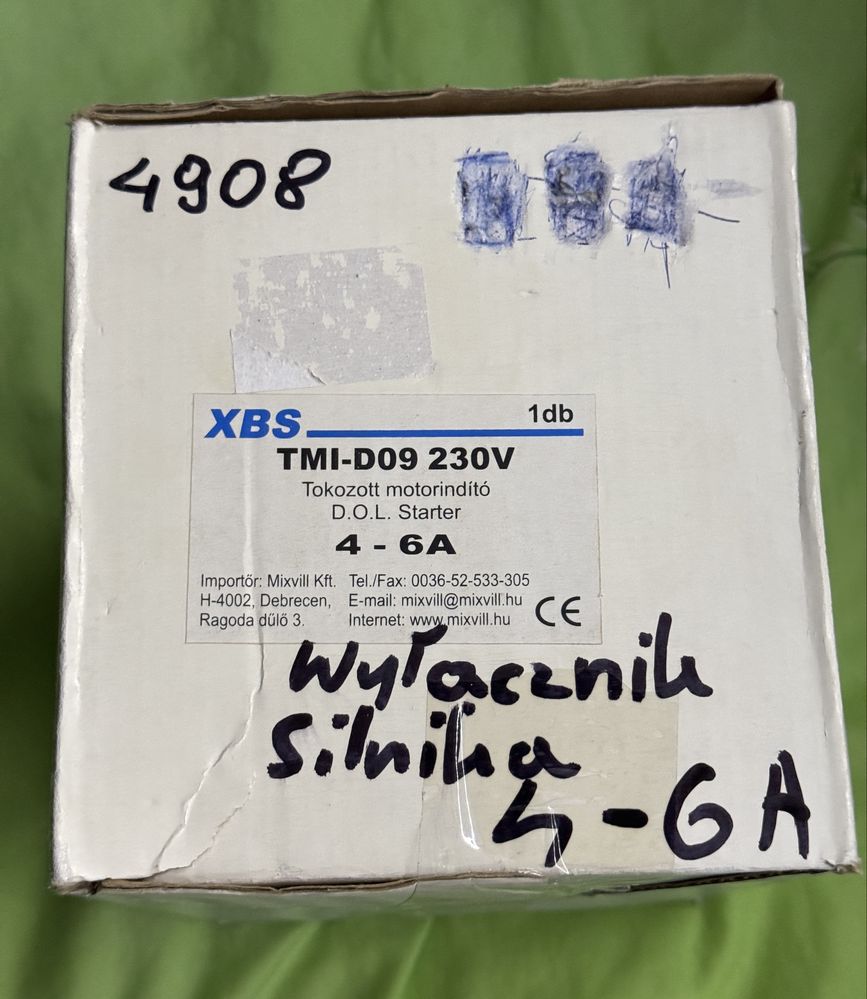 4908
XBS 1db
TMI-D09 230V
Tokozott motorindító
D.O.L. Starter
4 - 6A
Importőr: Mixvill Kft. Tel./Fax: 0036-52-533-305
H-4002, Debrecen, E-mail: mixvill@mixvill.hu
Ragoda dűlő 3. Internet: www.mixvill.hu
CE
Wyłacznik
Silnika
4-6A